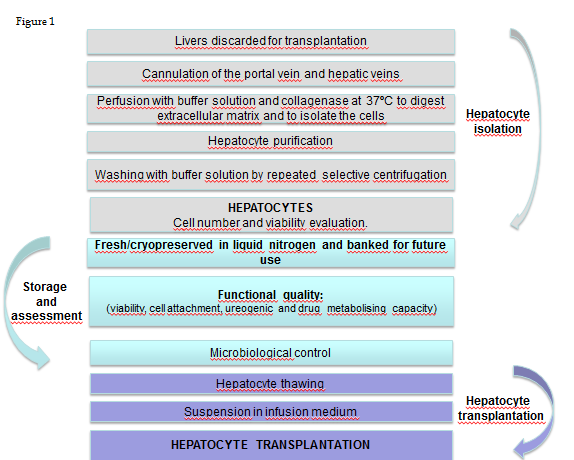 Figure 1
Livers discarded for transplantation
Cannulation of the portal vein and hepatic veins
Perfusion with buffer solution and collagenase at 37ºC to digest
extracellular matrix and to isolate the cells
Hepatocyte purification
Washing with buffer solution by repeated selective centrifugation
HEPATOCYTES
Cell number and viability evaluation.
Hepatocyte
isolation
Fresh/cryopreserved in liquid nitrogen and banked for future
use
Functional quality:
(viability, cell attachment, ureogenic and drug metabolising capacity)
Microbiological control
Storage
and
assessment
Hepatocyte thawing
Suspension in infusion medium
HEPATOCYTE TRANSPLANTATION
Hepatocyte
transplantation